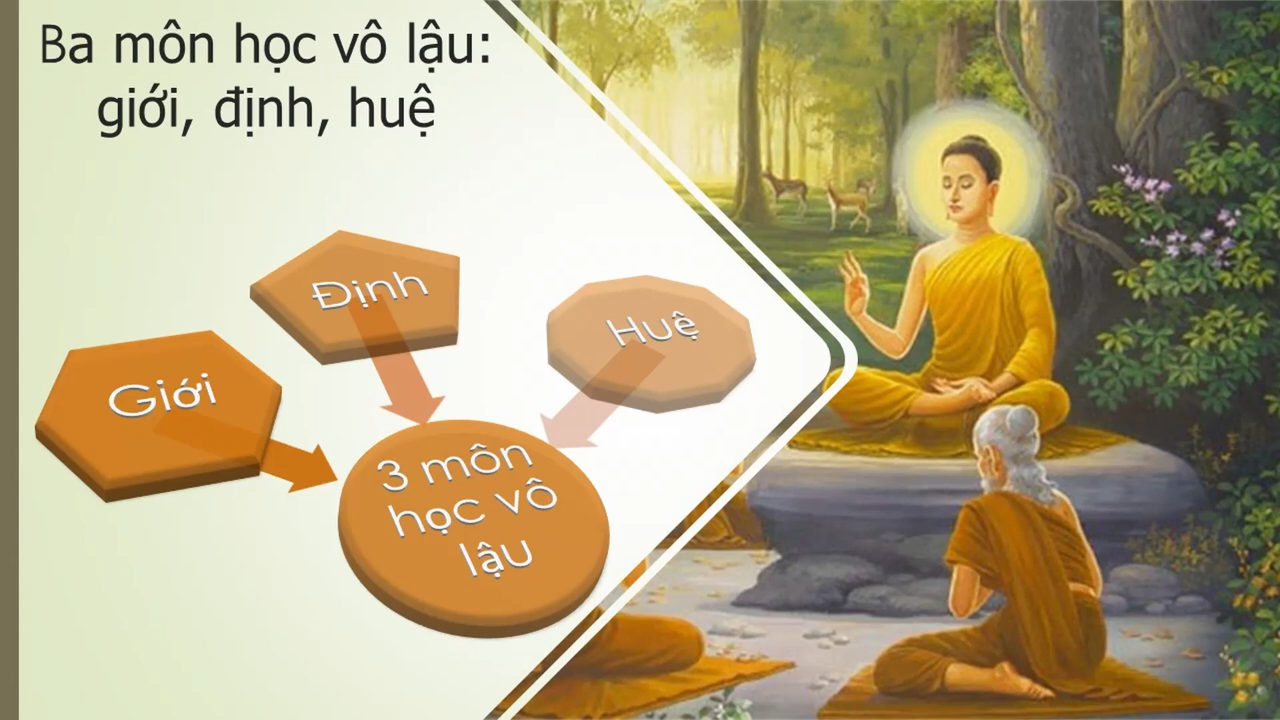 Ba môn học vô lậu:
giới, định, huệ
Giới
Định
Huệ
3 môn
học vô
lậu